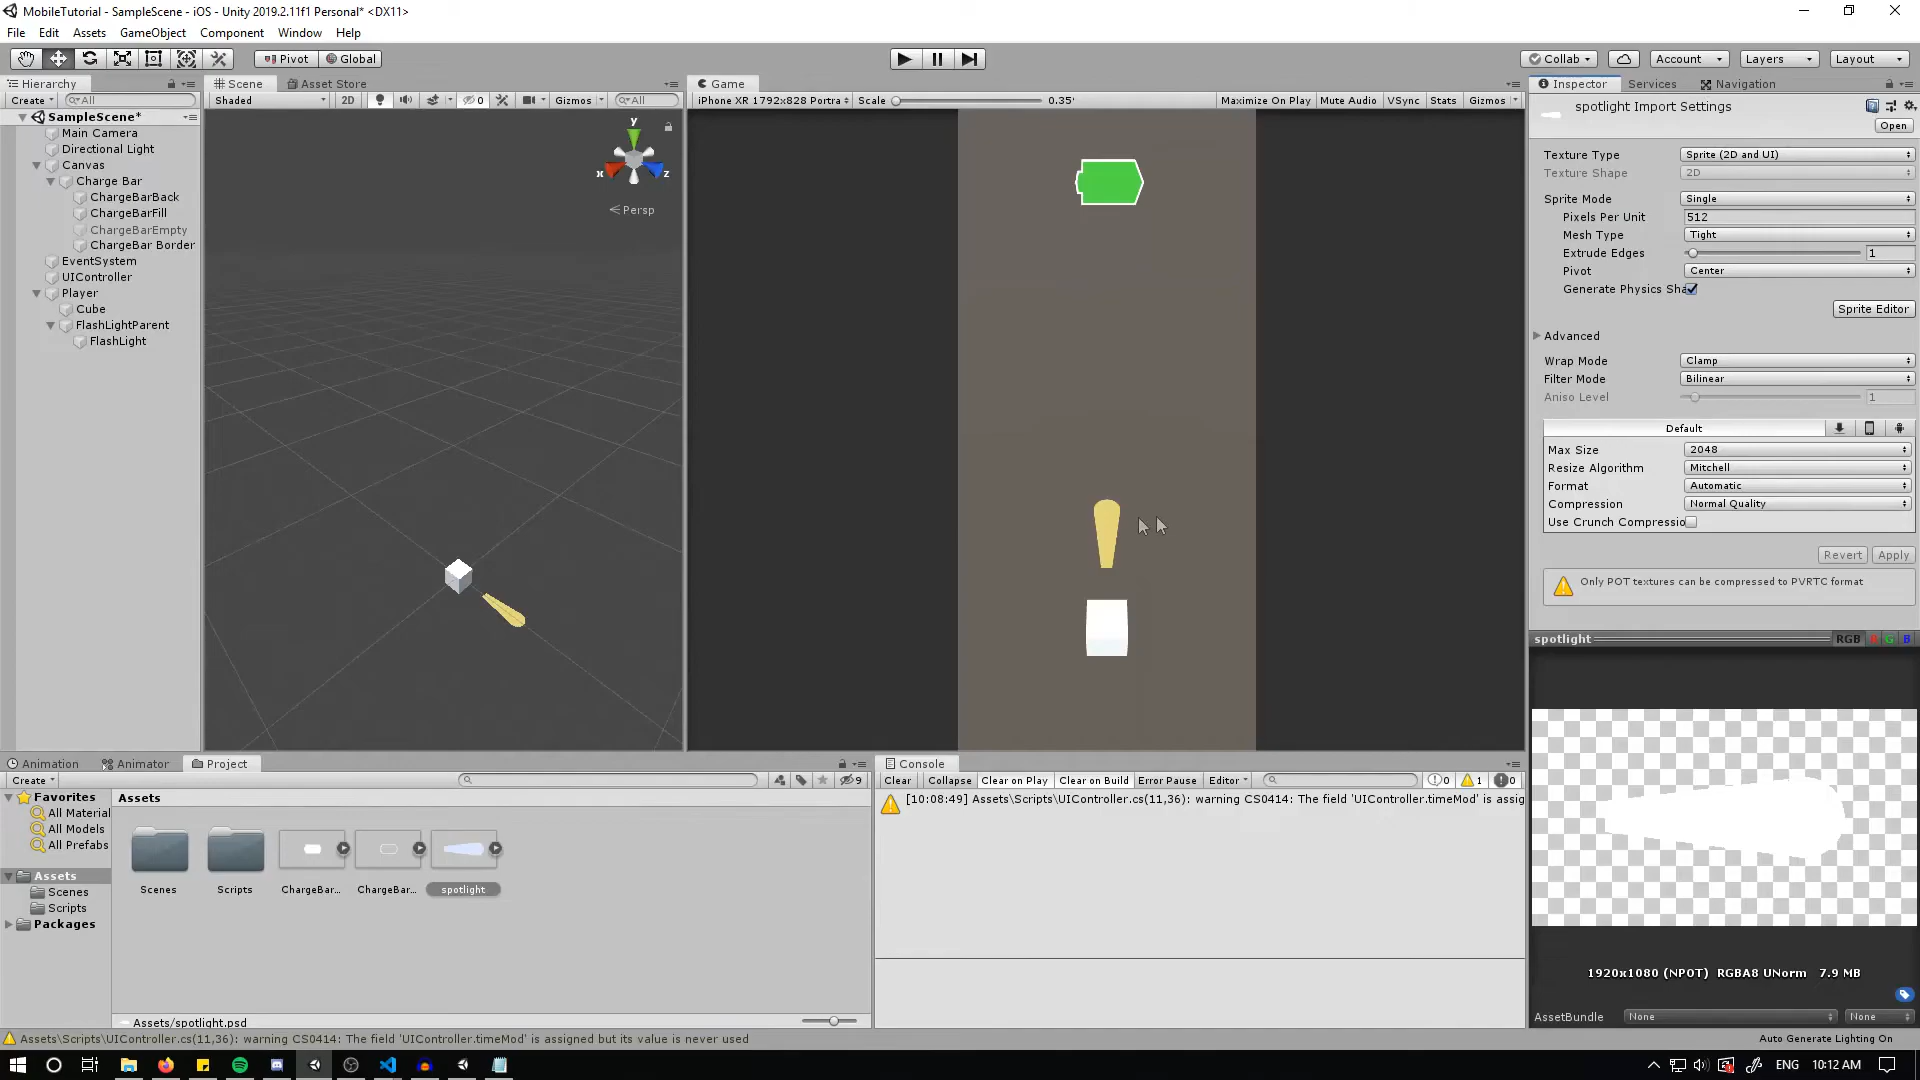 MobileTutorial - SampleScene - iOS - Unity 2019.2.11f1 Personal* <DX11>
File Edit Assets GameObject Component Window Help
Pivot Global Collab Account Layers Layout
Hierarchy
Create All
SampleScene*
Main Camera
Directional Light
Canvas
Charge Bar
ChargeBarBack
ChargeBarFill
ChargeBarEmpty
ChargeBar Border
EventSystem
UIController
Player
Cube
FlashLightParent
FlashLight
Scene Asset Store
Shaded 2D 0 Gizmos All
y
x
z
Persp
Game
iPhone XR 1792x828 Portra Scale 0.35' Maximize On Play Mute Audio VSync Stats Gizmos
Inspector Services Navigation
spotlight Import Settings
Open
Texture Type Sprite (2D and UI)
Texture Shape 2D
Sprite Mode Single
Pixels Per Unit 512
Mesh Type Tight
Extrude Edges 1
Pivot Center
Generate Physics Sha
Sprite Editor
Advanced
Wrap Mode Clamp
Filter Mode Bilinear
Aniso Level 1
Default
Max Size 2048
Resize Algorithm Mitchell
Format Automatic
Compression Normal Quality
Use Crunch Compressio
Revert Apply
Only POT textures can be compressed to PVRTC format
spotlight RGB R G B
1920x1080 (NPOT) RGBA8 UNorm 7.9 MB
AssetBundle None None
Animation Animator Project
Create 9
Favorites
All Material
All Models
All Prefabs
Assets
Scenes
Scripts
Packages
Assets
Scenes Scripts ChargeBar... ChargeBar... spotlight
Assets/spotlight.psd
Console
Clear Collapse Clear on Play Clear on Build Error Pause Editor 0 1 0
[10:08:49] Assets\Scripts\UIController.cs(11,36): warning CS0414: The field 'UIController.timeMod' is assig
Assets\Scripts\UIController.cs(11,36): warning CS0414: The field 'UIController.timeMod' is assigned but its value is never used
Auto Generate Lighting On
ENG 10:12 AM